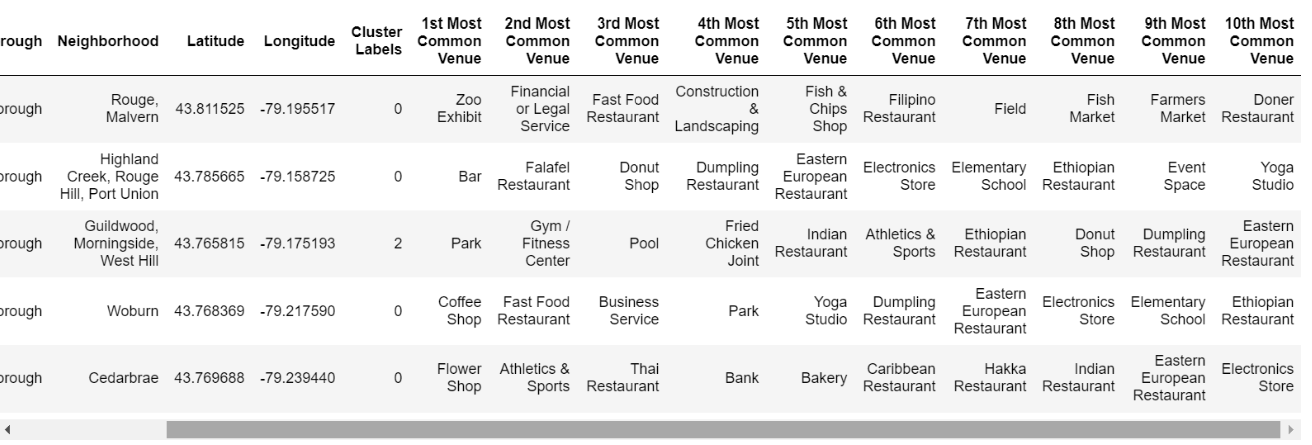 rough Neighborhood Latitude Longitude Cluster Labels 1st Most Common Venue 2nd Most Common Venue 3rd Most Common Venue 4th Most Common Venue 5th Most Common Venue 6th Most Common Venue 7th Most Common Venue 8th Most Common Venue 9th Most Common Venue 10th Most Common Venue
orough Rouge, Malvern 43.811525 -79.195517 0 Zoo Exhibit Financial or Legal Service Fast Food Restaurant Construction & Landscaping Fish & Chips Shop Filipino Restaurant Field Fish Market Farmers Market Doner Restaurant
orough Highland Creek, Rouge Hill, Port Union 43.785665 -79.158725 0 Bar Falafel Restaurant Donut Shop Dumpling Restaurant Eastern European Restaurant Electronics Store Elementary School Ethiopian Restaurant Event Space Yoga Studio
orough Guildwood, Morningside, West Hill 43.765815 -79.175193 2 Park Gym / Fitness Center Pool Fried Chicken Joint Indian Restaurant Athletics & Sports Ethiopian Restaurant Donut Shop Dumpling Restaurant Eastern European Restaurant
orough Woburn 43.768369 -79.217590 0 Coffee Shop Fast Food Restaurant Business Service Park Yoga Studio Dumpling Restaurant Eastern European Restaurant Electronics Store Elementary School Ethiopian Restaurant
orough Cedarbrae 43.769688 -79.239440 0 Flower Shop Athletics & Sports Thai Restaurant Bank Bakery Caribbean Restaurant Hakka Restaurant Indian Restaurant Eastern European Restaurant Electronics Store